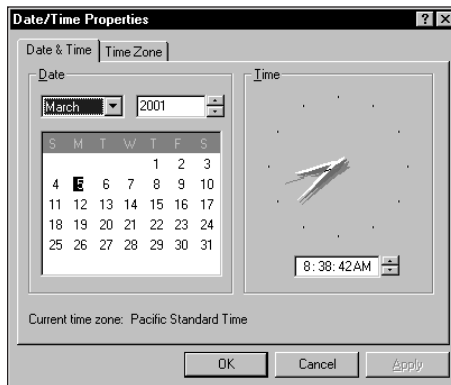 Date/Time Properties
Date & Time Time Zone
Date
March 2001
S M T W T F S
1 2 3
4 5 6 7 8 9 10
11 12 13 14 15 16 17
18 19 20 21 22 23 24
25 26 27 28 29 30 31
Time
8:38:42 AM
Current time zone: Pacific Standard Time
OK Cancel Apply